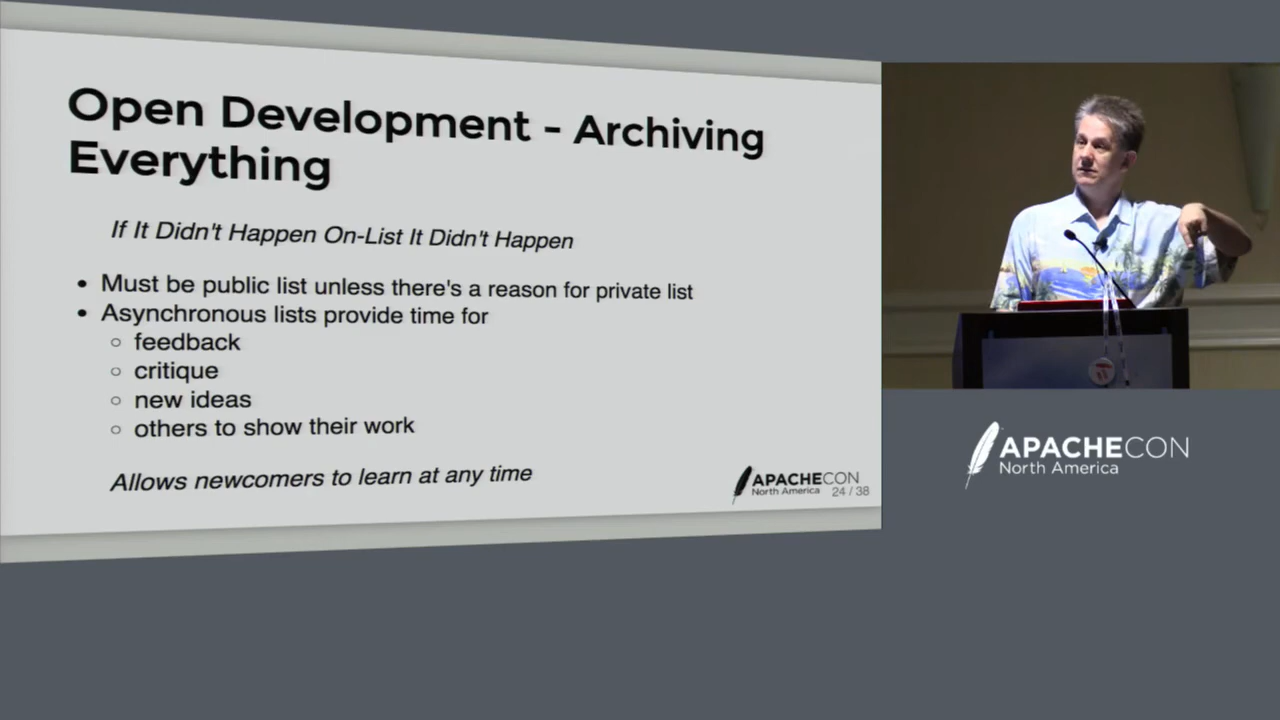 Open Development - Archiving
Everything
If It Didn't Happen On-List It Didn't Happen
• Must be public list unless there's a reason for private list
• Asynchronous lists provide time for
○ feedback
○ critique
○ new ideas
○ others to show their work
Allows newcomers to learn at any time
APACHECON
North America
24 / 38
APACHECON
North America